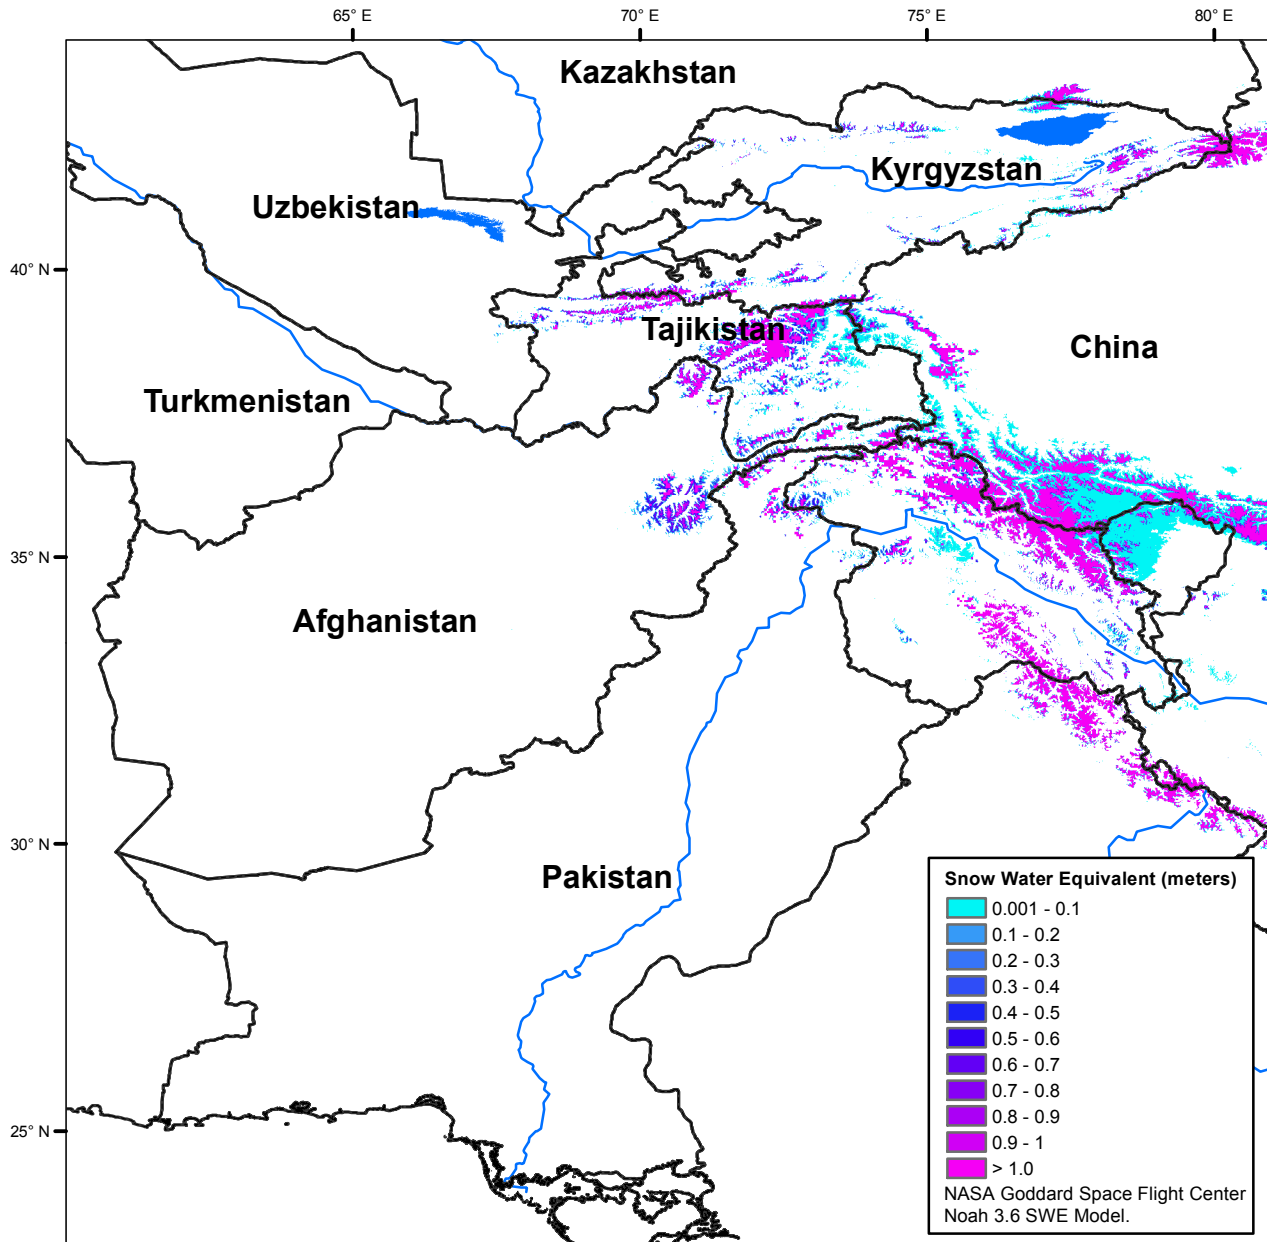 65° E
70° E
75° E
80° E
Kazakhstan
Kyrgyzstan
Uzbekistan
40° N
Tajikistan
China
Turkmenistan
35° N
Afghanistan
30° N
Pakistan
25° N
Snow Water Equivalent (meters)
0.001 - 0.1
0.1 - 0.2
0.2 - 0.3
0.3 - 0.4
0.4 - 0.5
0.5 - 0.6
0.6 - 0.7
0.7 - 0.8
0.8 - 0.9
0.9 - 1
> 1.0
NASA Goddard Space Flight Center
Noah 3.6 SWE Model.